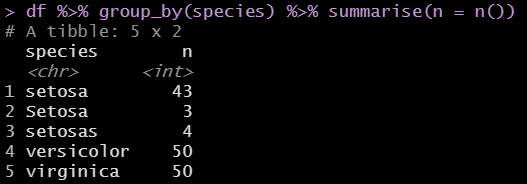 > df %>% group_by(species) %>% summarise(n = n())
# A tibble: 5 x 2
species n
<chr> <int>
1 setosa 43
2 Setosa 3
3 setosas 4
4 versicolor 50
5 virginica 50